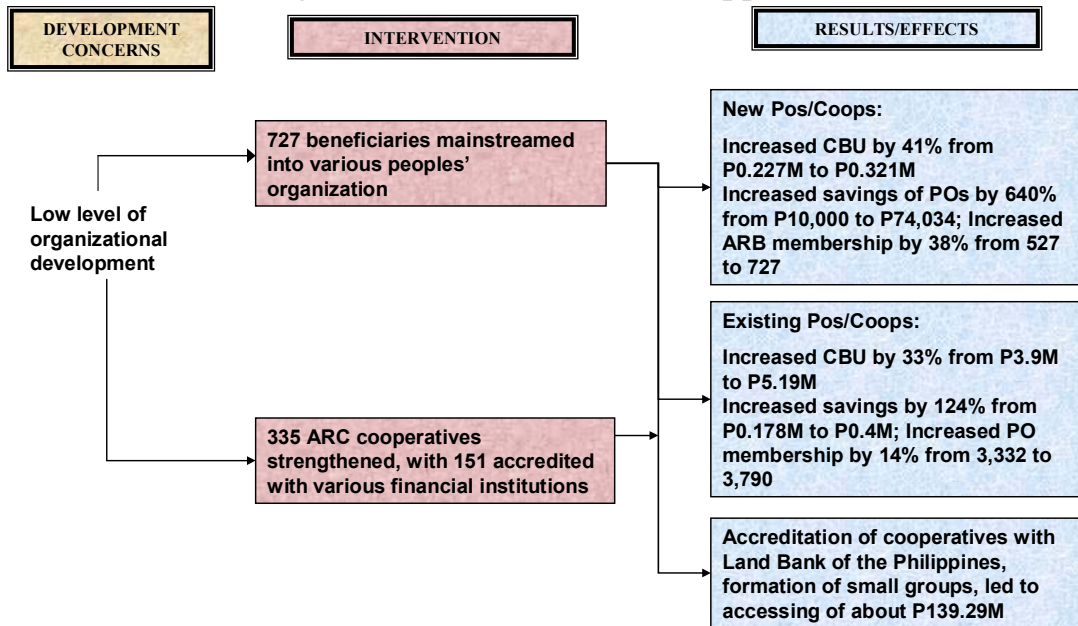 DEVELOPMENT
CONCERNS
INTERVENTION
RESULTS/EFFECTS
Low level of
organizational
development
727 beneficiaries mainstreamed
into various peoples’
organization
335 ARC cooperatives
strengthened, with 151 accredited
with various financial institutions
New Pos/Coops:
Increased CBU by 41% from
P0.227M to P0.321M
Increased savings of POs by 640%
from P10,000 to P74,034; Increased
ARB membership by 38% from 527
to 727
Existing Pos/Coops:
Increased CBU by 33% from P3.9M
to P5.19M
Increased savings by 124% from
P0.178M to P0.4M; Increased PO
membership by 14% from 3,332 to
3,790
Accreditation of cooperatives with
Land Bank of the Philippines,
formation of small groups, led to
accessing of about P139.29M